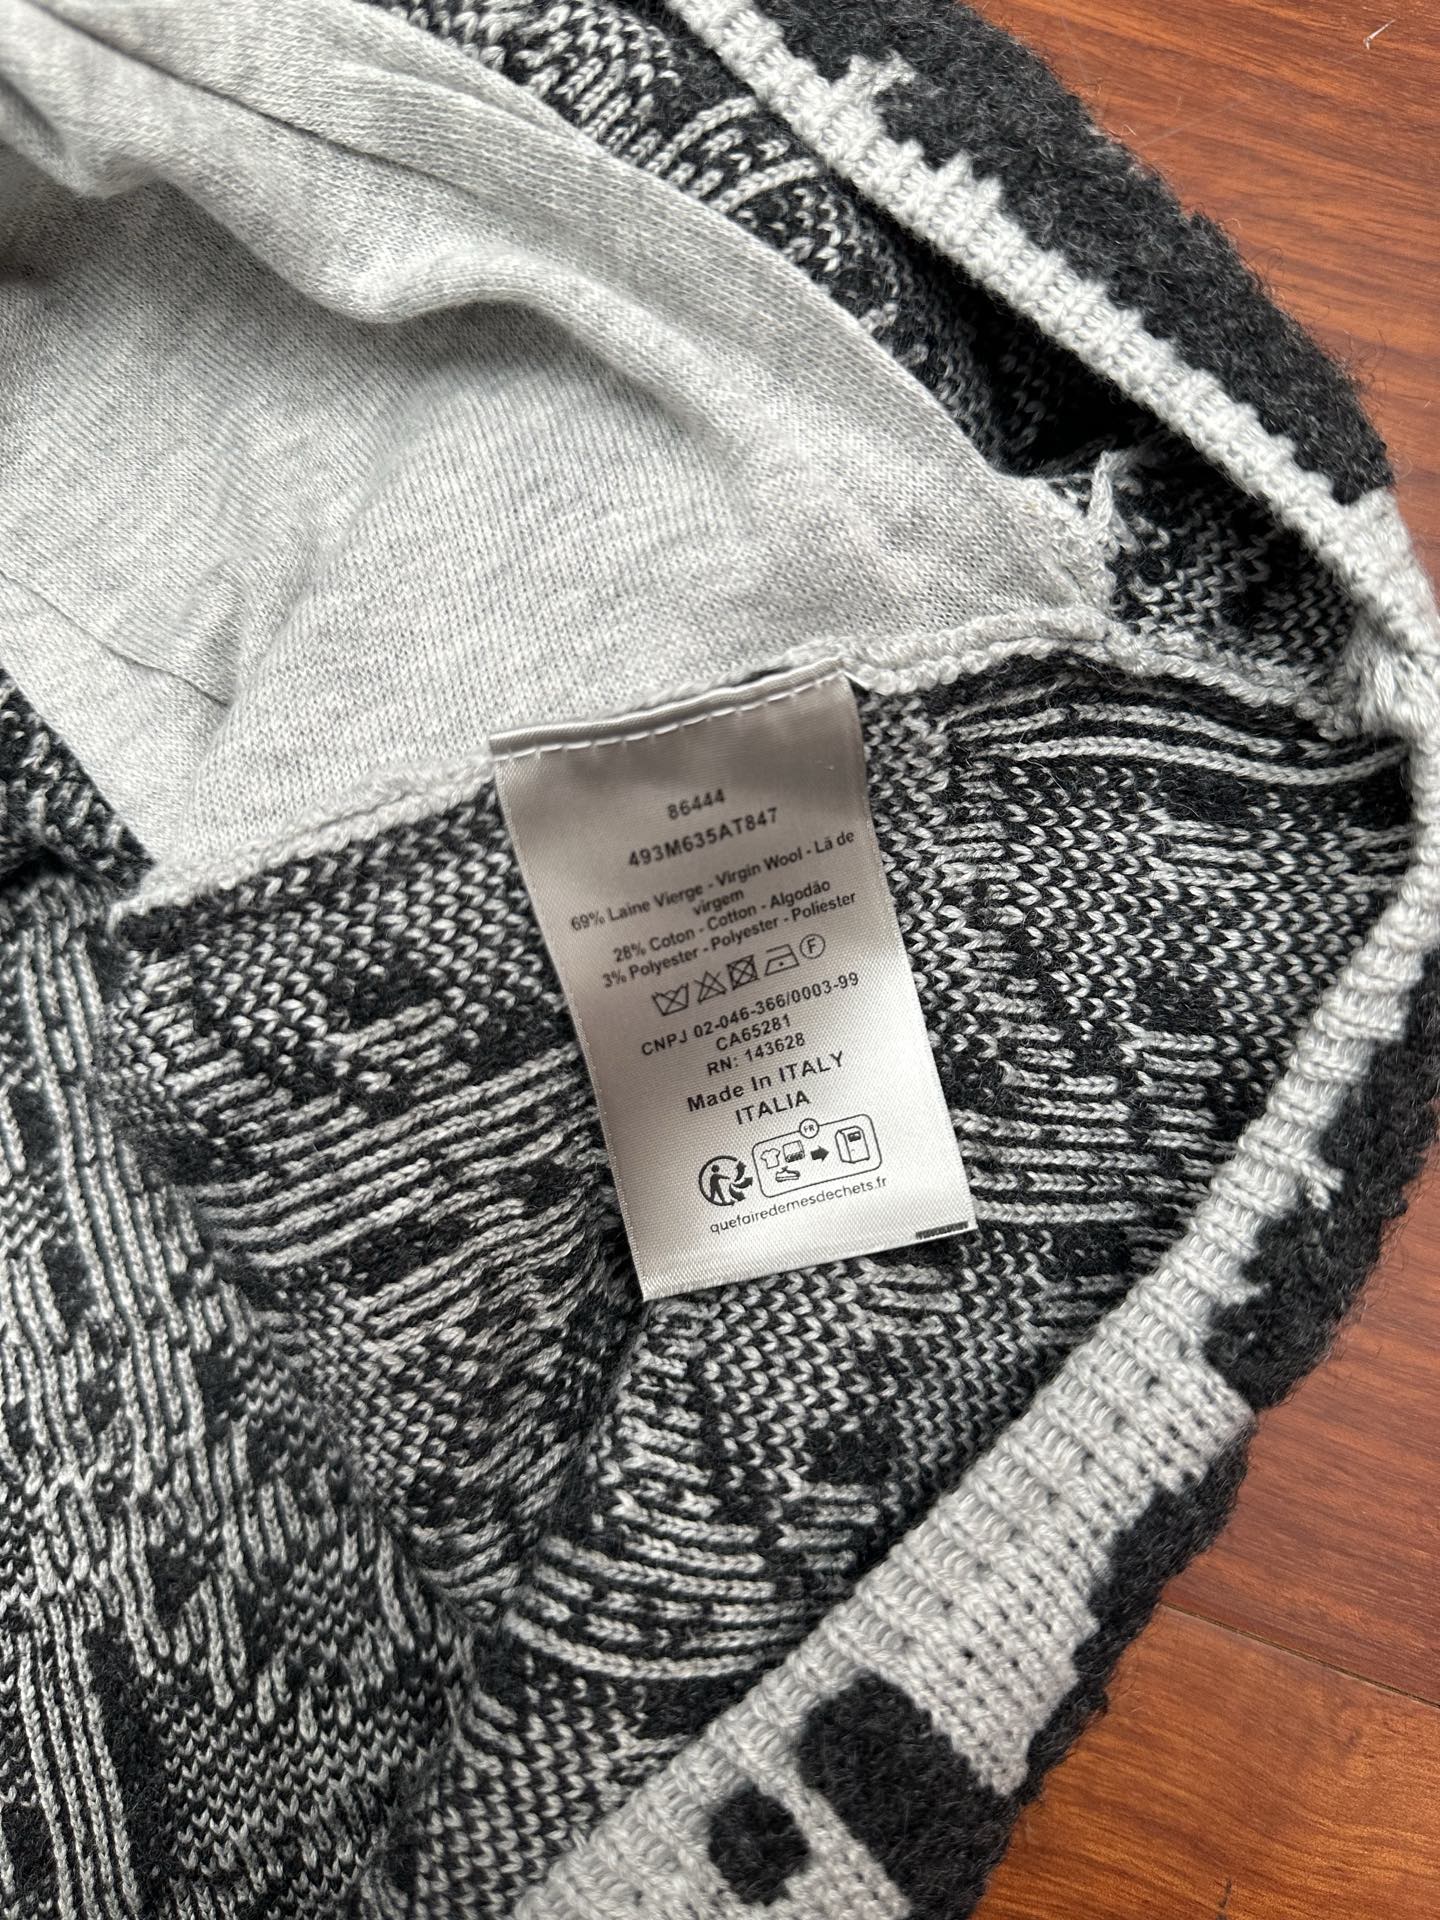 86444
493M635AT847
69% Laine Vierge - Virgin Wool - Lã de
virgem
28% Coton - Cotton - Algodão
3% Polyester - Polyester - Poliester
F
CNPJ 02-046-366/0003-99
CA65281
RN: 143628
Made In ITALY
ITALIA
FR
quefairedemesdechets.fr